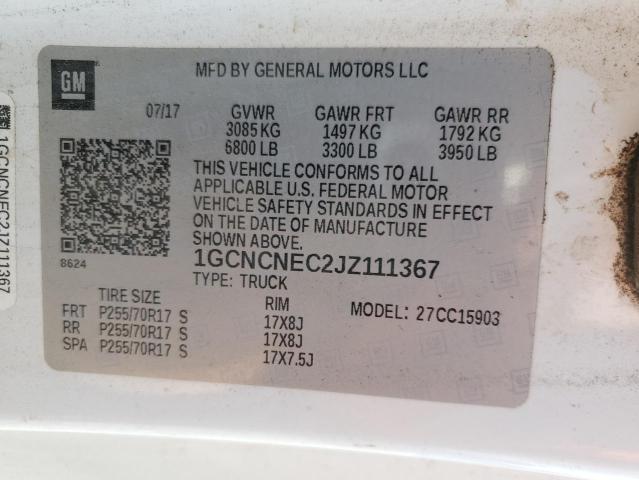 GM
MFD BY GENERAL MOTORS LLC
07/17 GVWR GAWR FRT GAWR RR
3085 KG 1497 KG 1792 KG
6800 LB 3300 LB 3950 LB
THIS VEHICLE CONFORMS TO ALL
APPLICABLE U.S. FEDERAL MOTOR
VEHICLE SAFETY STANDARDS IN EFFECT
ON THE DATE OF MANUFACTURE
SHOWN ABOVE.
8624
1GCNCNEC2JZ111367
TYPE: TRUCK
TIRE SIZE RIM MODEL: 27CC15903
FRT P255/70R17 S 17X8J
RR P255/70R17 S 17X8J
SPA P255/70R17 S 17X7.5J
1GCNCNEC2JZ111367